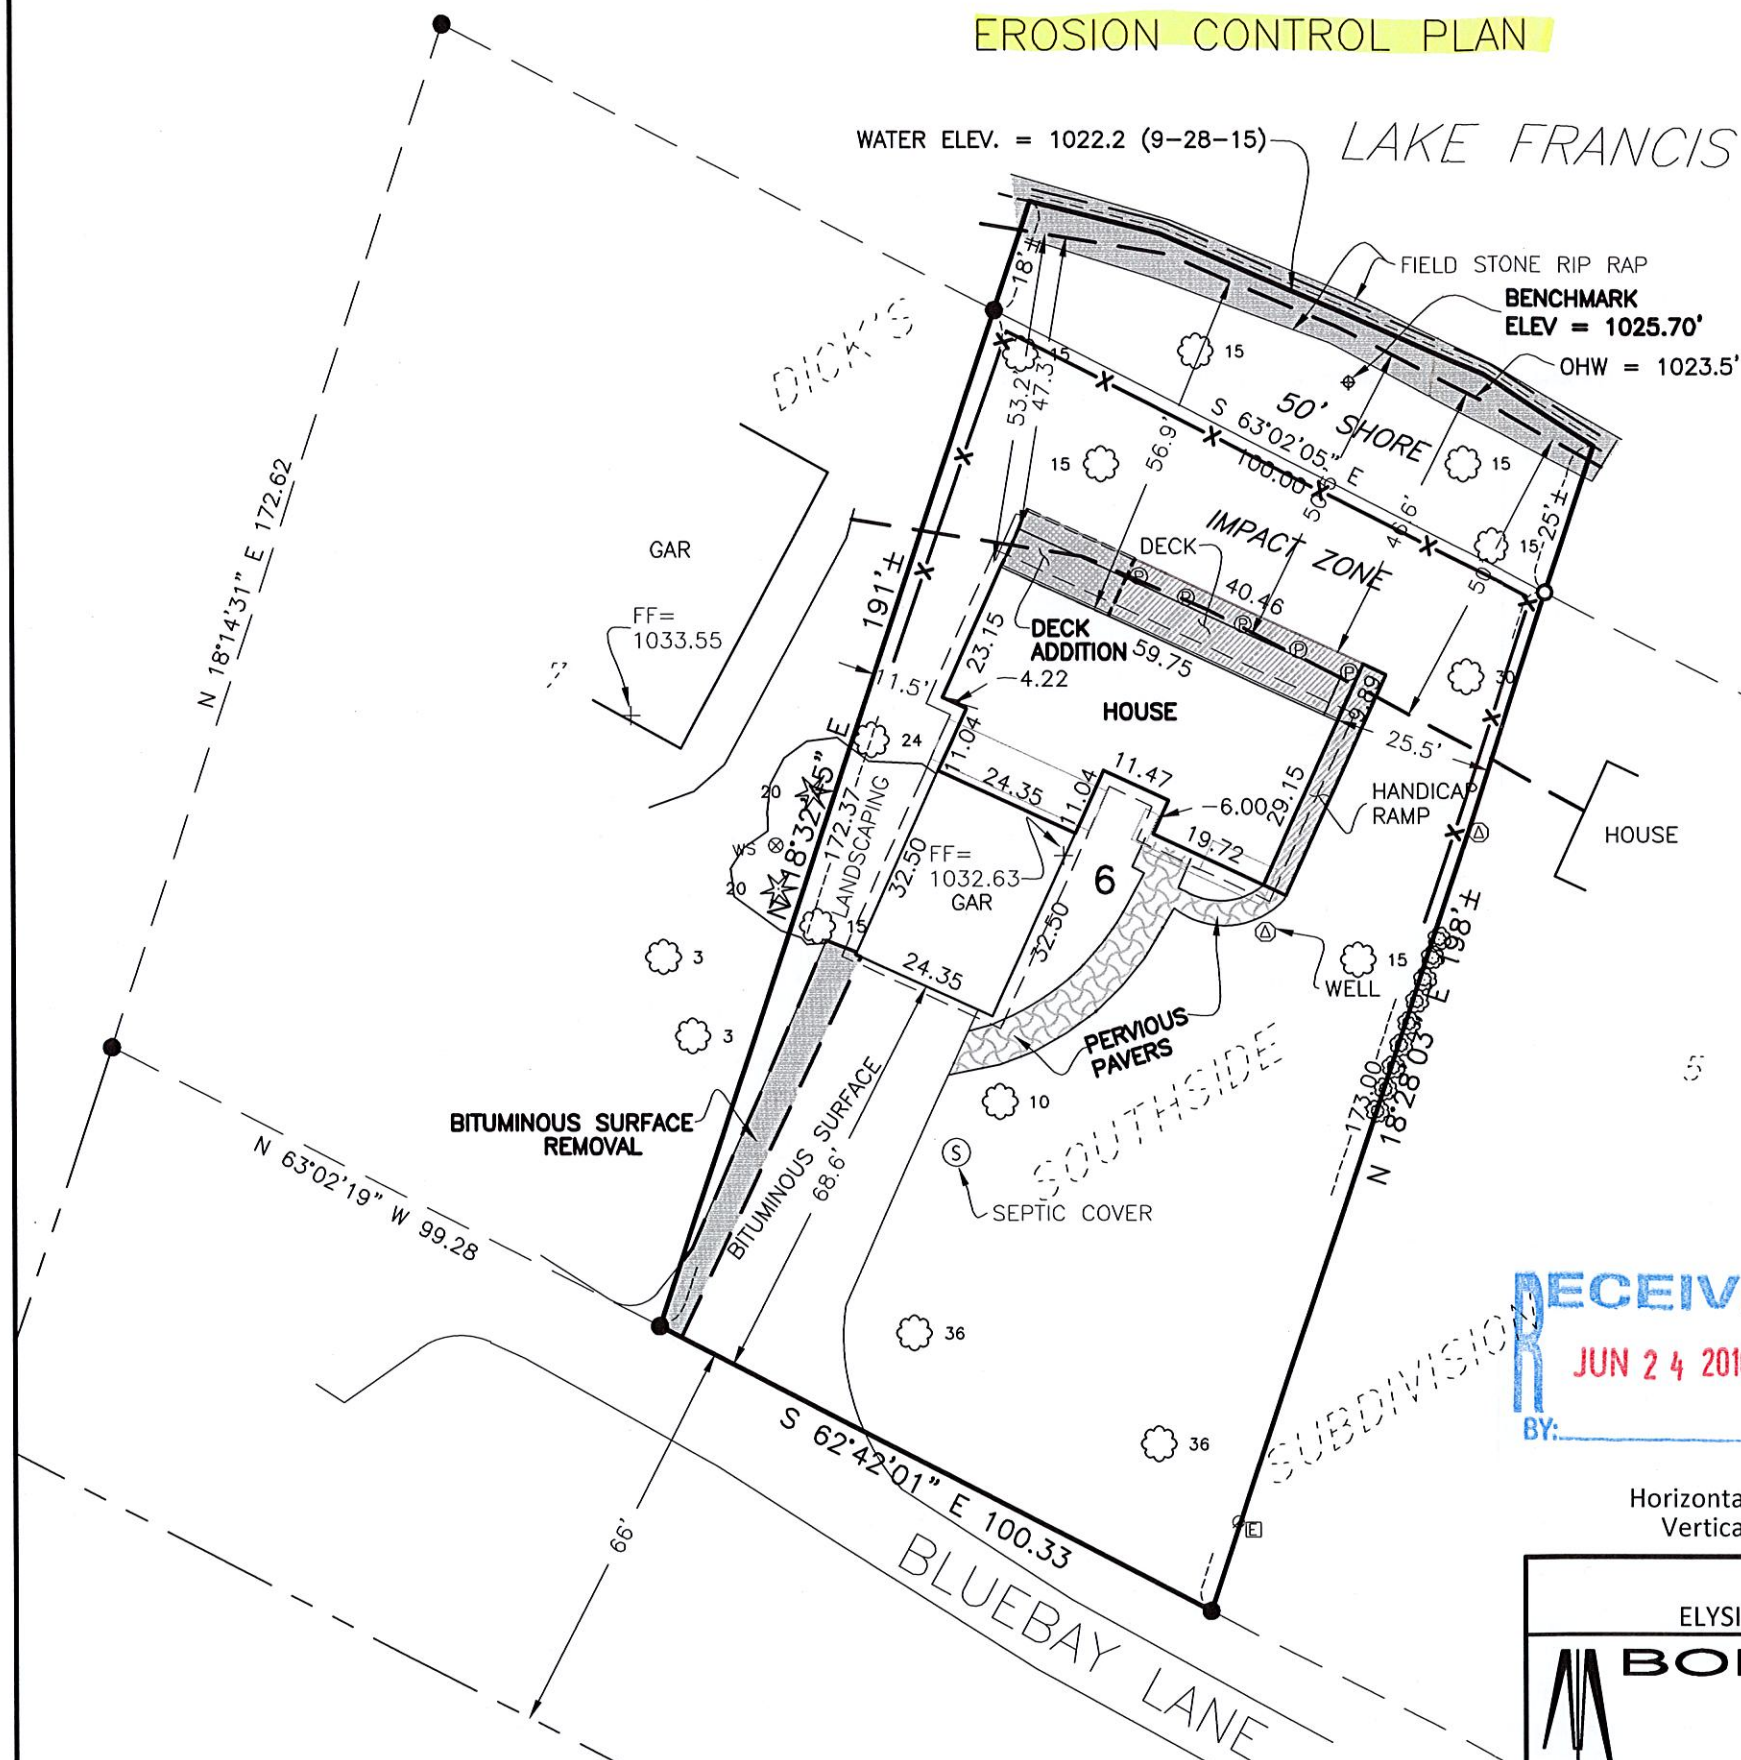 EROSION CONTROL PLAN
LAKE FRANCIS
WATER ELEV. = 1022.2 (9-28-15)
FIELD STONE RIP RAP
BENCHMARK
ELEV = 1025.70'
OHW = 1023.5'
18'±
DICK'S
15
15
53.2'
47.3'
56.9'
50' SHORE
S 63°02'05" E
100.00
15
15
46.6'
IMPACT ZONE
15
25'±
50'
N 18°14'31" E 172.62
GAR
FF=
1033.55
7
191'±
DECK
40.46
DECK
ADDITION
23.15
59.75
4.22
11.5'
HOUSE
30
9.89
25.5'
24
11.04
24.35
11.04
11.47
6.00
29.15
HANDICAP
RAMP
HOUSE
20
WS
20
N 18°32'45" E
172.37
LANDSCAPING
32.50
FF=
1032.63
GAR
6
19.72
15
32.50
24.35
15
WELL
198'±
3
3
PERVIOUS
PAVERS
SOUTHSIDE
173.00
N 18°28'03" E
5
10
BITUMINOUS SURFACE
REMOVAL
BITUMINOUS SURFACE
68.6'
S
SEPTIC COVER
N 63°02'19" W 99.28
36
36
SUBDIVISION
RECEIV
JUN 24 201
BY:
S 62°42'01" E 100.33
E
66'
BLUEBAY LANE
Horizonta
Vertica
ELYSI
BO